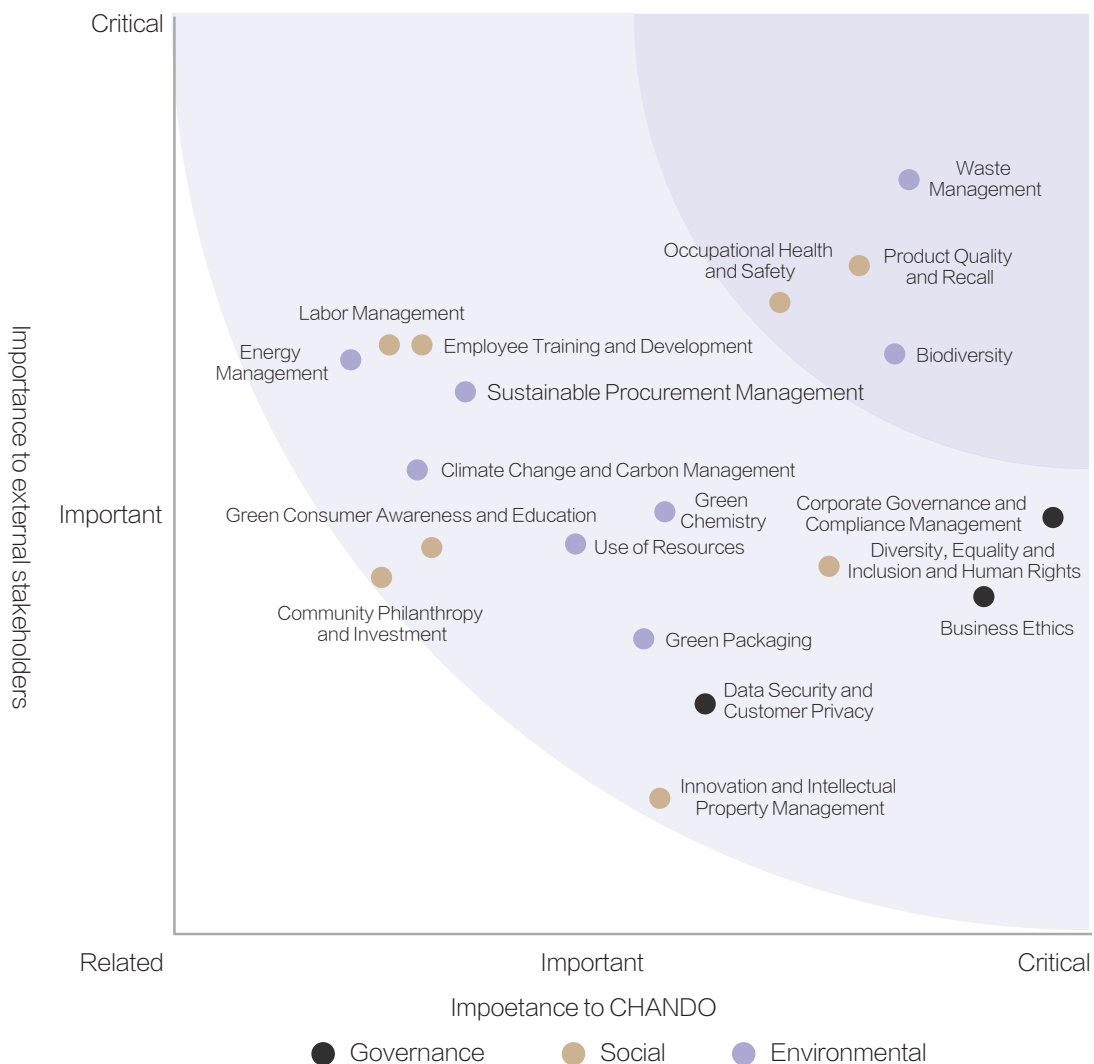 Critical
Waste
Management
Occupational Health
and Safety
Product Quality
and Recall
Labor Management
Energy
Management
Employee Training and Development
Biodiversity
Sustainable Procurement Management
Climate Change and Carbon Management
Importance to external stakeholders
Important
Green Consumer Awareness and Education
Green
Chemistry
Corporate Governance and
Compliance Management
Use of Resources
Diversity, Equality and
Inclusion and Human Rights
Community Philanthropy
and Investment
Business Ethics
Green Packaging
Data Security and
Customer Privacy
Innovation and Intellectual
Property Management
Related
Important
Critical
Impoetance to CHANDO
Governance
Social
Environmental